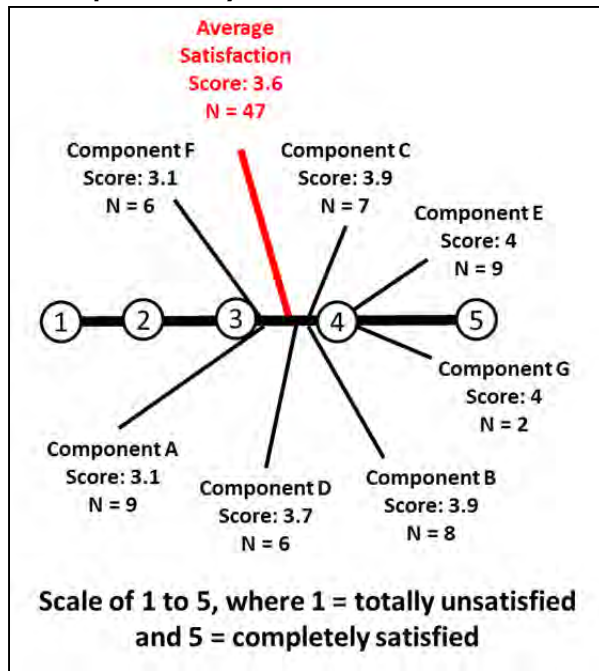 Average
Satisfaction
Score: 3.6
N = 47
Component F
Score: 3.1
N = 6
Component C
Score: 3.9
N = 7
Component E
Score: 4
N = 9
1 2 3 4 5
Component G
Score: 4
N = 2
Component A
Score: 3.1
N = 9
Component D
Score: 3.7
N = 6
Component B
Score: 3.9
N = 8
Scale of 1 to 5, where 1 = totally unsatisfied
and 5 = completely satisfied